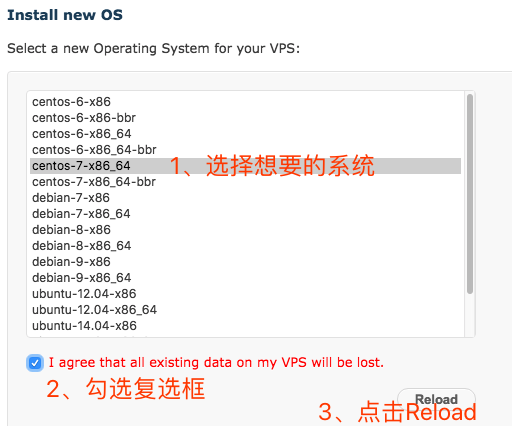 Install new OS
Select a new Operating System for your VPS:
centos-6-x86
centos-6-x86-bbr
centos-6-x86_64
centos-6-x86_64-bbr
centos-7-x86_64
1、选择想要的系统
centos-7-x86_64-bbr
debian-7-x86
debian-7-x86_64
debian-8-x86
debian-8-x86_64
debian-9-x86
debian-9-x86_64
ubuntu-12.04-x86
ubuntu-12.04-x86_64
ubuntu-14.04-x86
I agree that all existing data on my VPS will be lost.
2、勾选复选框
Reload
3、点击Reload